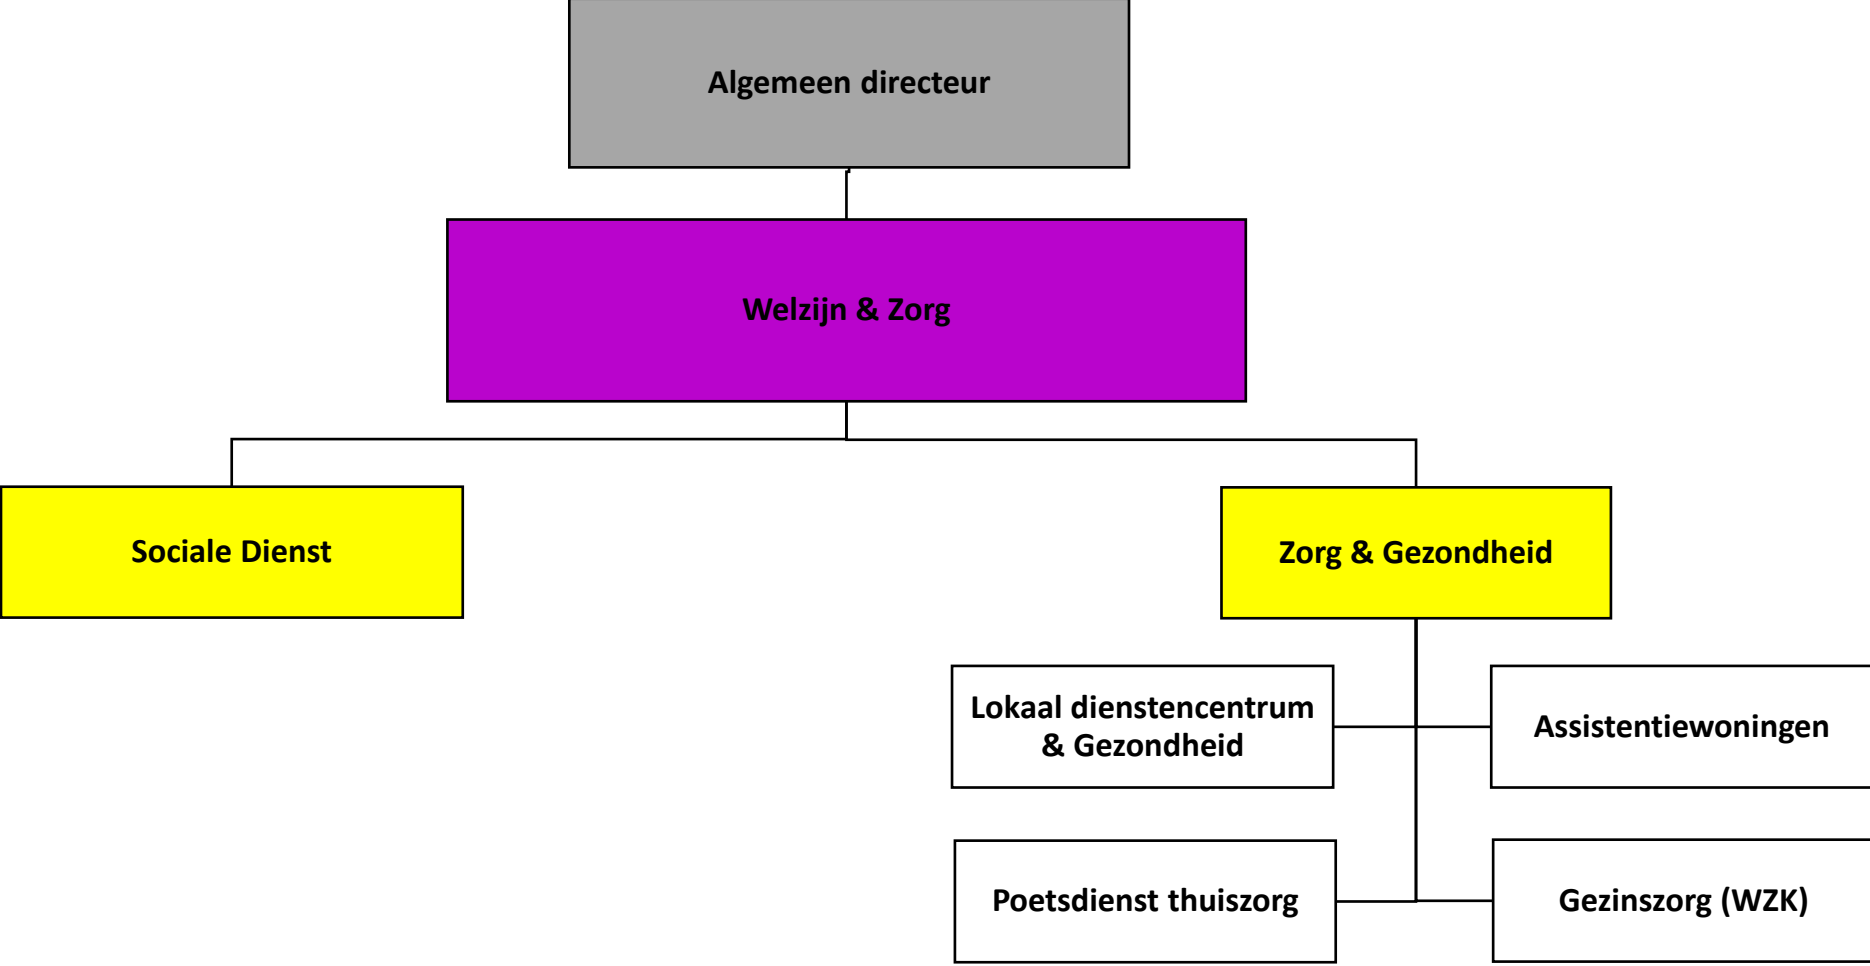 Algemeen directeur
Welzijn & Zorg
Sociale Dienst
Zorg & Gezondheid
Lokaal dienstencentrum
& Gezondheid
Assistentiewoningen
Poetsdienst thuiszorg
Gezinszorg (WZK)